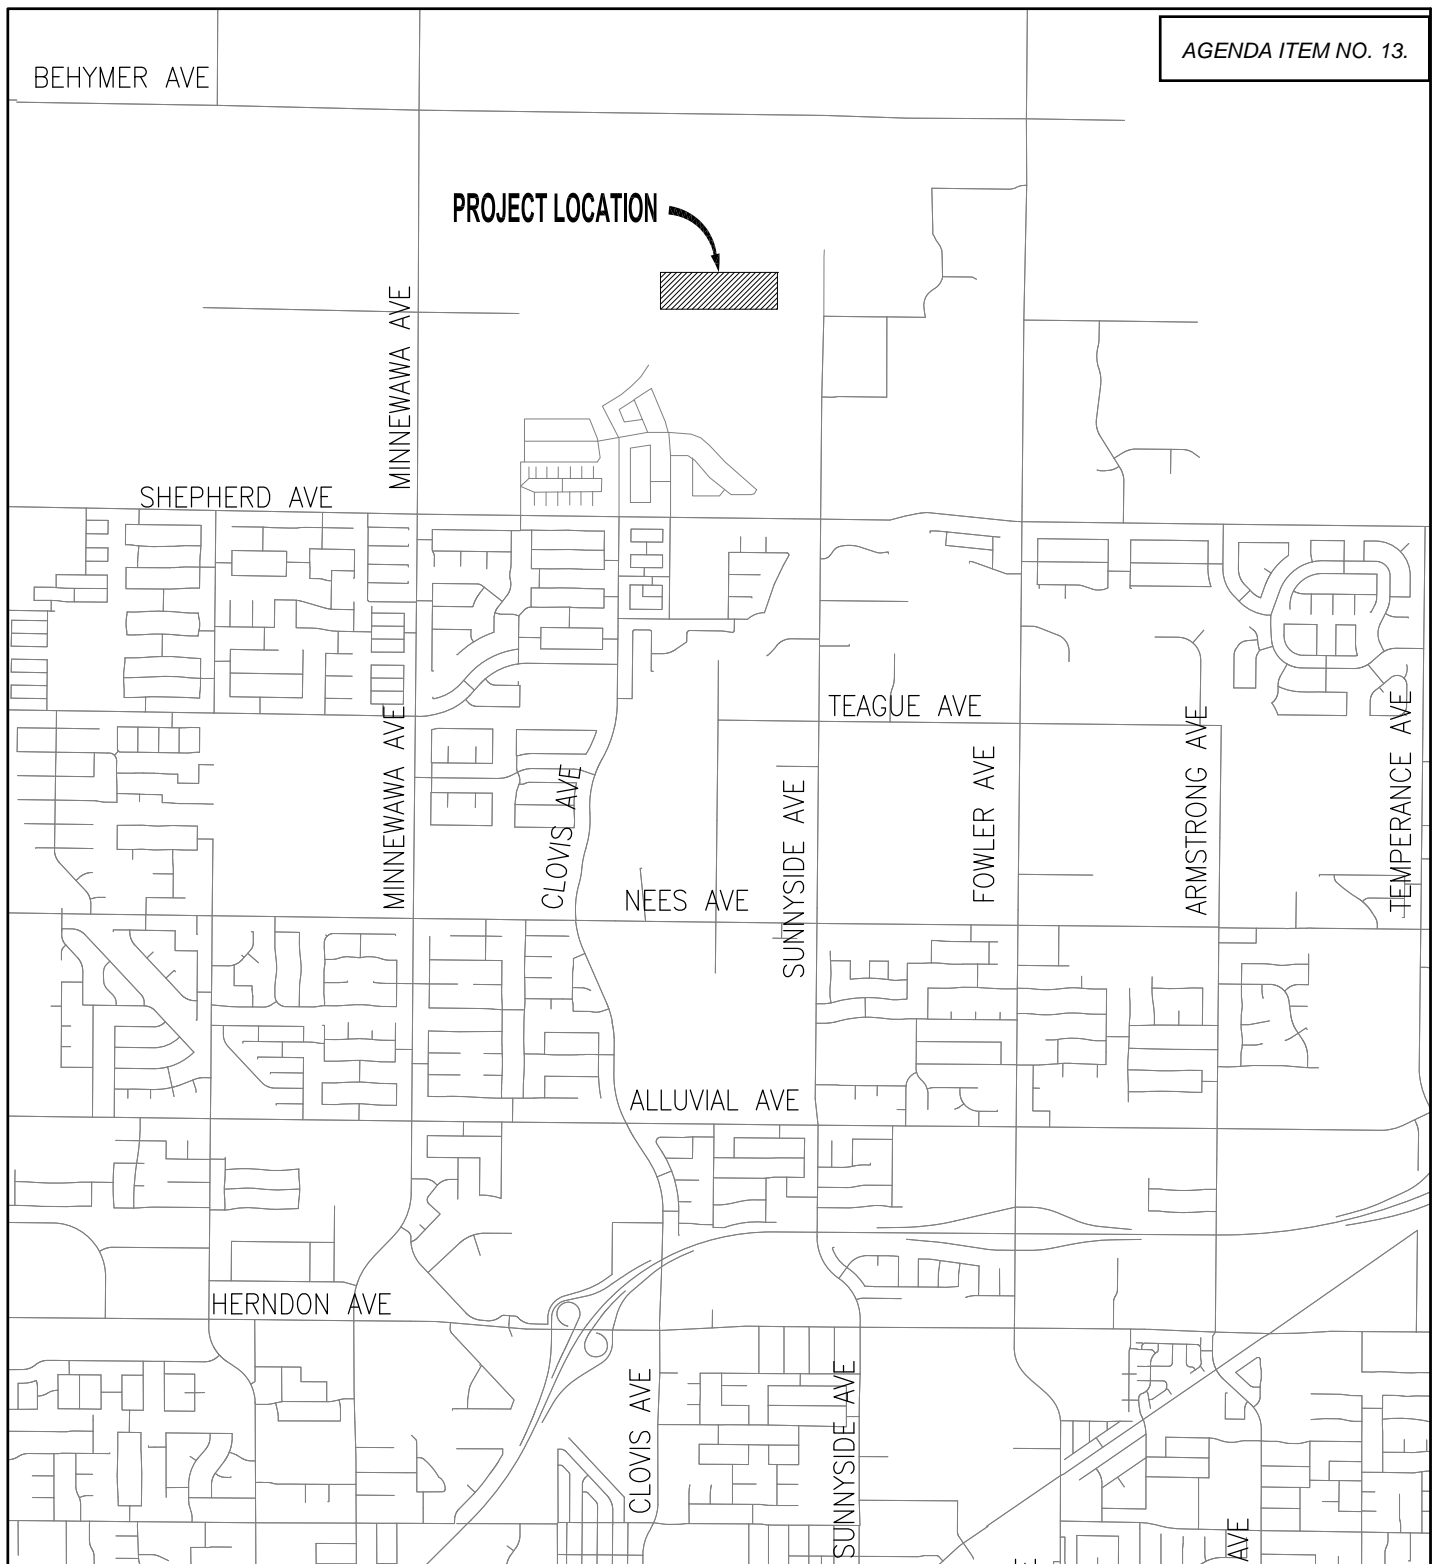 AGENDA ITEM NO. 13.
BEHYMER AVE
PROJECT LOCATION
MINNEWAWA AVE
SHEPHERD AVE
TEAGUE AVE
MINNEWAWA AVE
CLOVIS AVE
SUNNYSIDE AVE
FOWLER AVE
ARMSTRONG AVE
TEMPERANCE AVE
NEES AVE
ALLUVIAL AVE
HERNDON AVE
CLOVIS AVE
SUNNYSIDE AVE
AVE